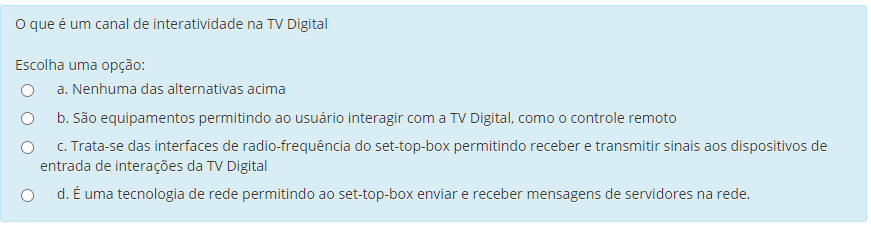 O que é um canal de interatividade na TV Digital
Escolha uma opção:
a. Nenhuma das alternativas acima
b. São equipamentos permitindo ao usuário interagir com a TV Digital, como o controle remoto
c. Trata-se das interfaces de radio-frequência do set-top-box permitindo receber e transmitir sinais aos dispositivos de
entrada de interações da TV Digital
d. É uma tecnologia de rede permitindo ao set-top-box enviar e receber mensagens de servidores na rede.